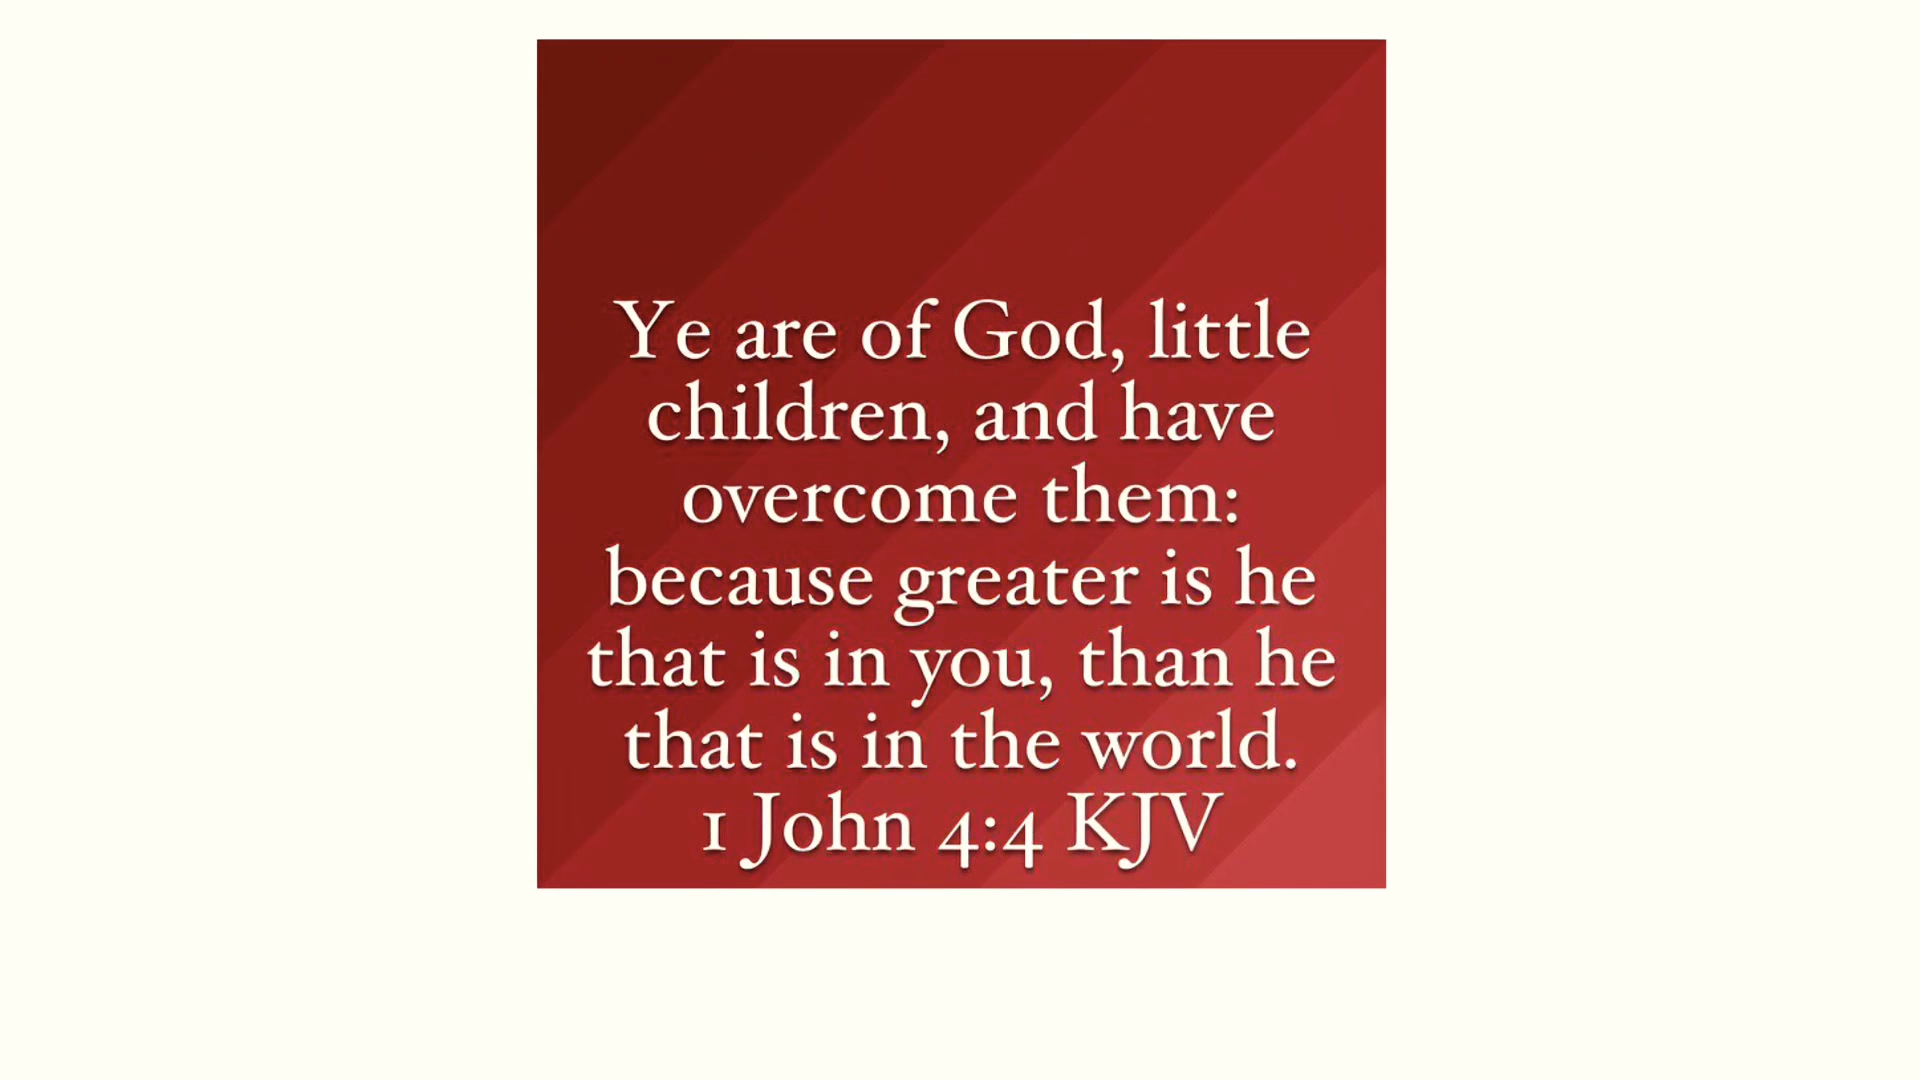 Ye are of God, little
children, and have
overcome them:
because greater is he
that is in you, than he
that is in the world.
1 John 4:4 KJV